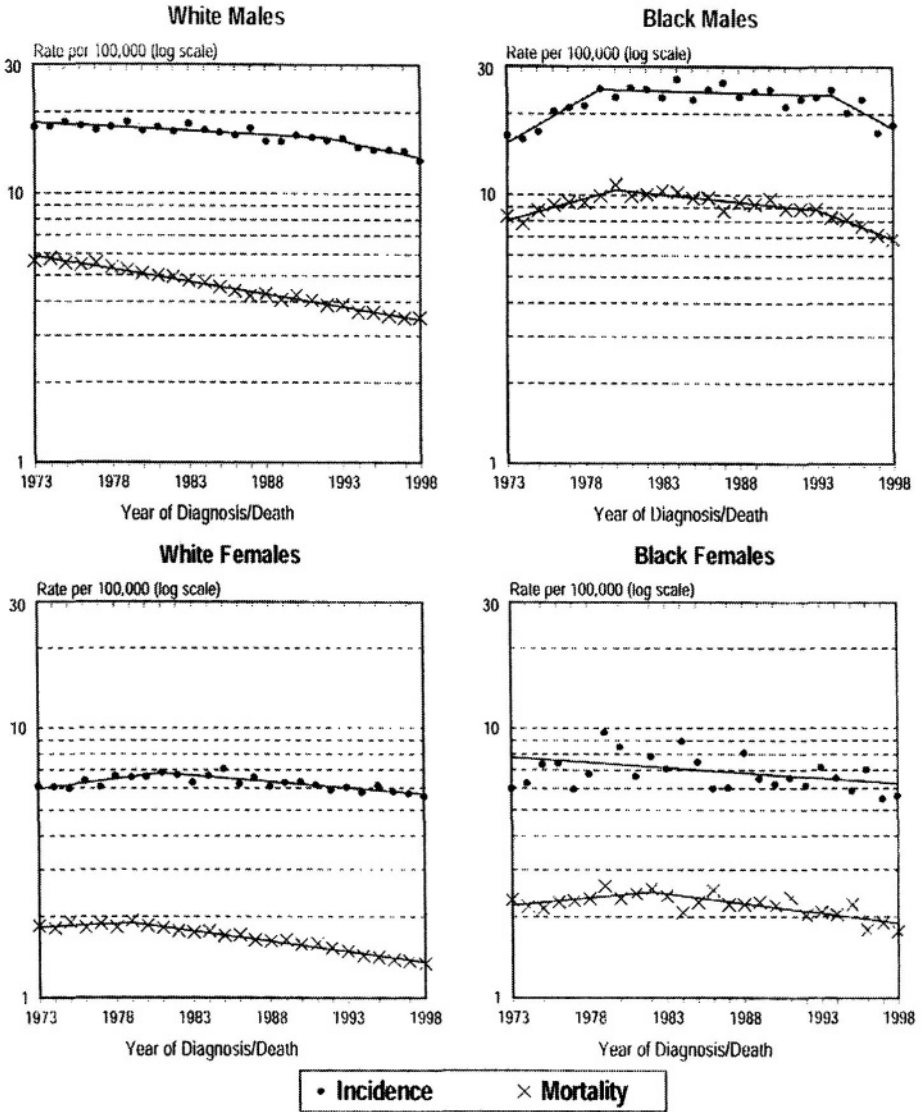 White Males
Rate per 100,000 (log scale)
30
10
1
1973 1978 1983 1988 1993 1998
Year of Diagnosis/Death
Black Males
Rate per 100,000 (log scale)
30
10
1
1973 1978 1983 1988 1993 1998
Year of Diagnosis/Death
White Females
Rate per 100,000 (log scale)
30
10
1
1973 1978 1983 1988 1993 1998
Year of Diagnosis/Death
Black Females
Rate per 100,000 (log scale)
30
10
1
1973 1978 1983 1988 1993 1998
Year of Diagnosis/Death
Incidence Mortality